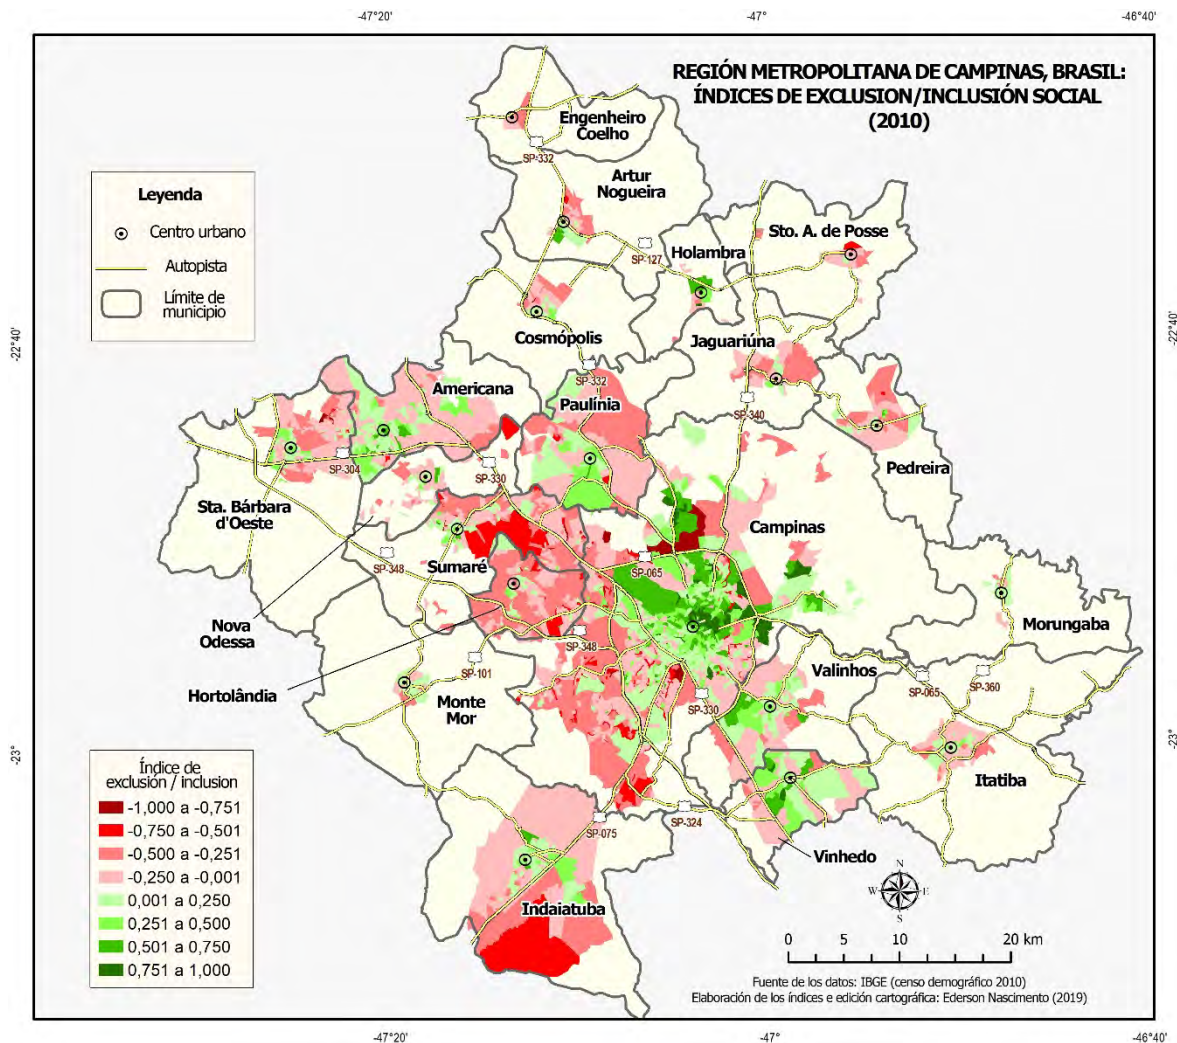 -47°20'
-47°
-46°40'
REGIÓN METROPOLITANA DE CAMPINAS, BRASIL:
ÍNDICES DE EXCLUSION/INCLUSIÓN SOCIAL
(2010)
Engenheiro
Coelho
SP-332
Artur
Nogueira
Leyenda
Centro urbano
Autopista
Límite de
municipio
Holambra
Sto. A. de Posse
SP-127
-22°40'
-22°40'
Cosmópolis
Jaguariúna
SP-332
Americana
Paulínia
SP-340
Pedreira
SP-304
SP-330
Sta. Bárbara
d'Oeste
Campinas
SP-348
Sumaré
SP-065
Nova
Odessa
Morungaba
SP-348
Hortolândia
SP-101
Valinhos
SP-065
SP-360
Monte
Mor
SP-330
-23°
-23°
Itatiba
Índice de
exclusión / inclusion
-1,000 a -0,751
-0,750 a -0,501
-0,500 a -0,251
-0,250 a -0,001
0,001 a 0,250
0,251 a 0,500
0,501 a 0,750
0,751 a 1,000
SP-075
SP-324
Vinhedo
Indaiatuba
N
W
E
S
0 5 10 20 km
Fuente de los datos: IBGE (censo demográfico 2010)
Elaboración de los índices e edición cartográfica: Ederson Nascimento (2019)
-47°20'
-47°
-46°40'